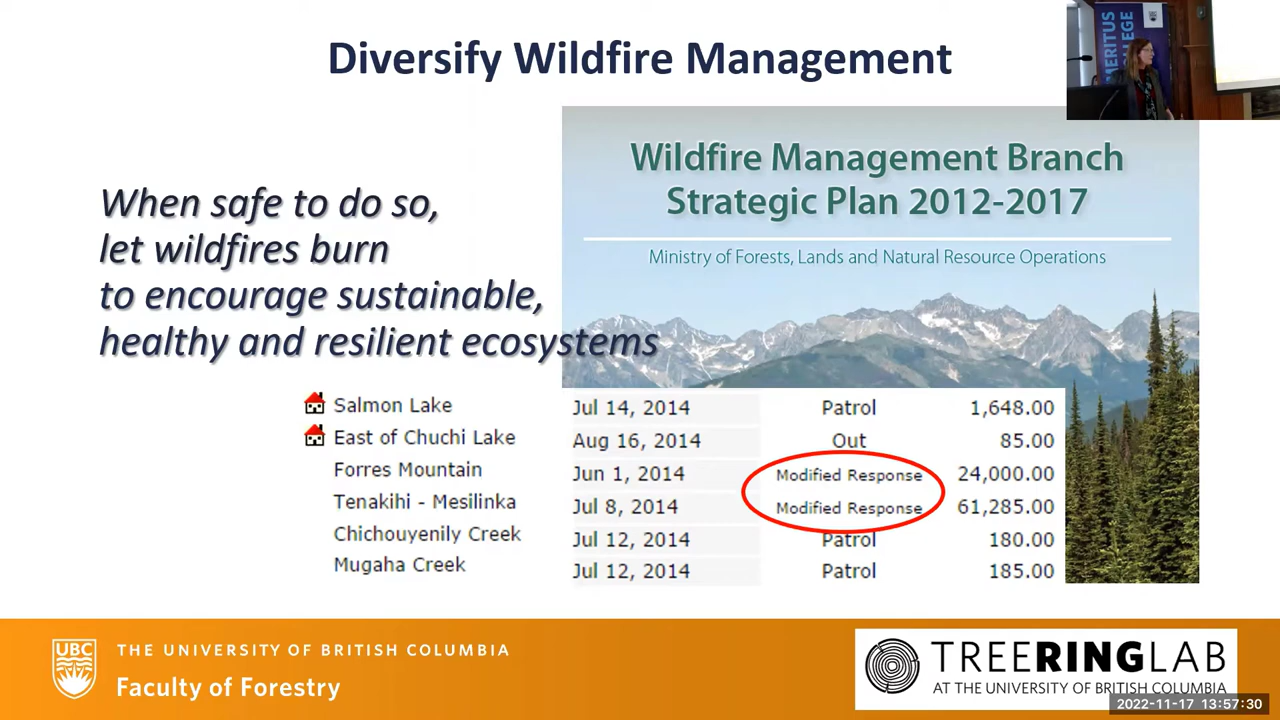 Diversify Wildfire Management
Wildfire Management Branch
Strategic Plan 2012-2017
Ministry of Forests, Lands and Natural Resource Operations
When safe to do so,
let wildfires burn
to encourage sustainable,
healthy and resilient ecosystems
Salmon Lake Jul 14, 2014 Patrol 1,648.00
East of Chuchi Lake Aug 16, 2014 Out 85.00
Forres Mountain Jun 1, 2014 Modified Response 24,000.00
Tenakihi - Mesilinka Jul 8, 2014 Modified Response 61,285.00
Chichouyenily Creek Jul 12, 2014 Patrol 180.00
Mugaha Creek Jul 12, 2014 Patrol 185.00
UBC
THE UNIVERSITY OF BRITISH COLUMBIA
Faculty of Forestry
TREERINGLAB
AT THE UNIVERSITY OF BRITISH COLUMBIA
2022-11-17 13:57:30